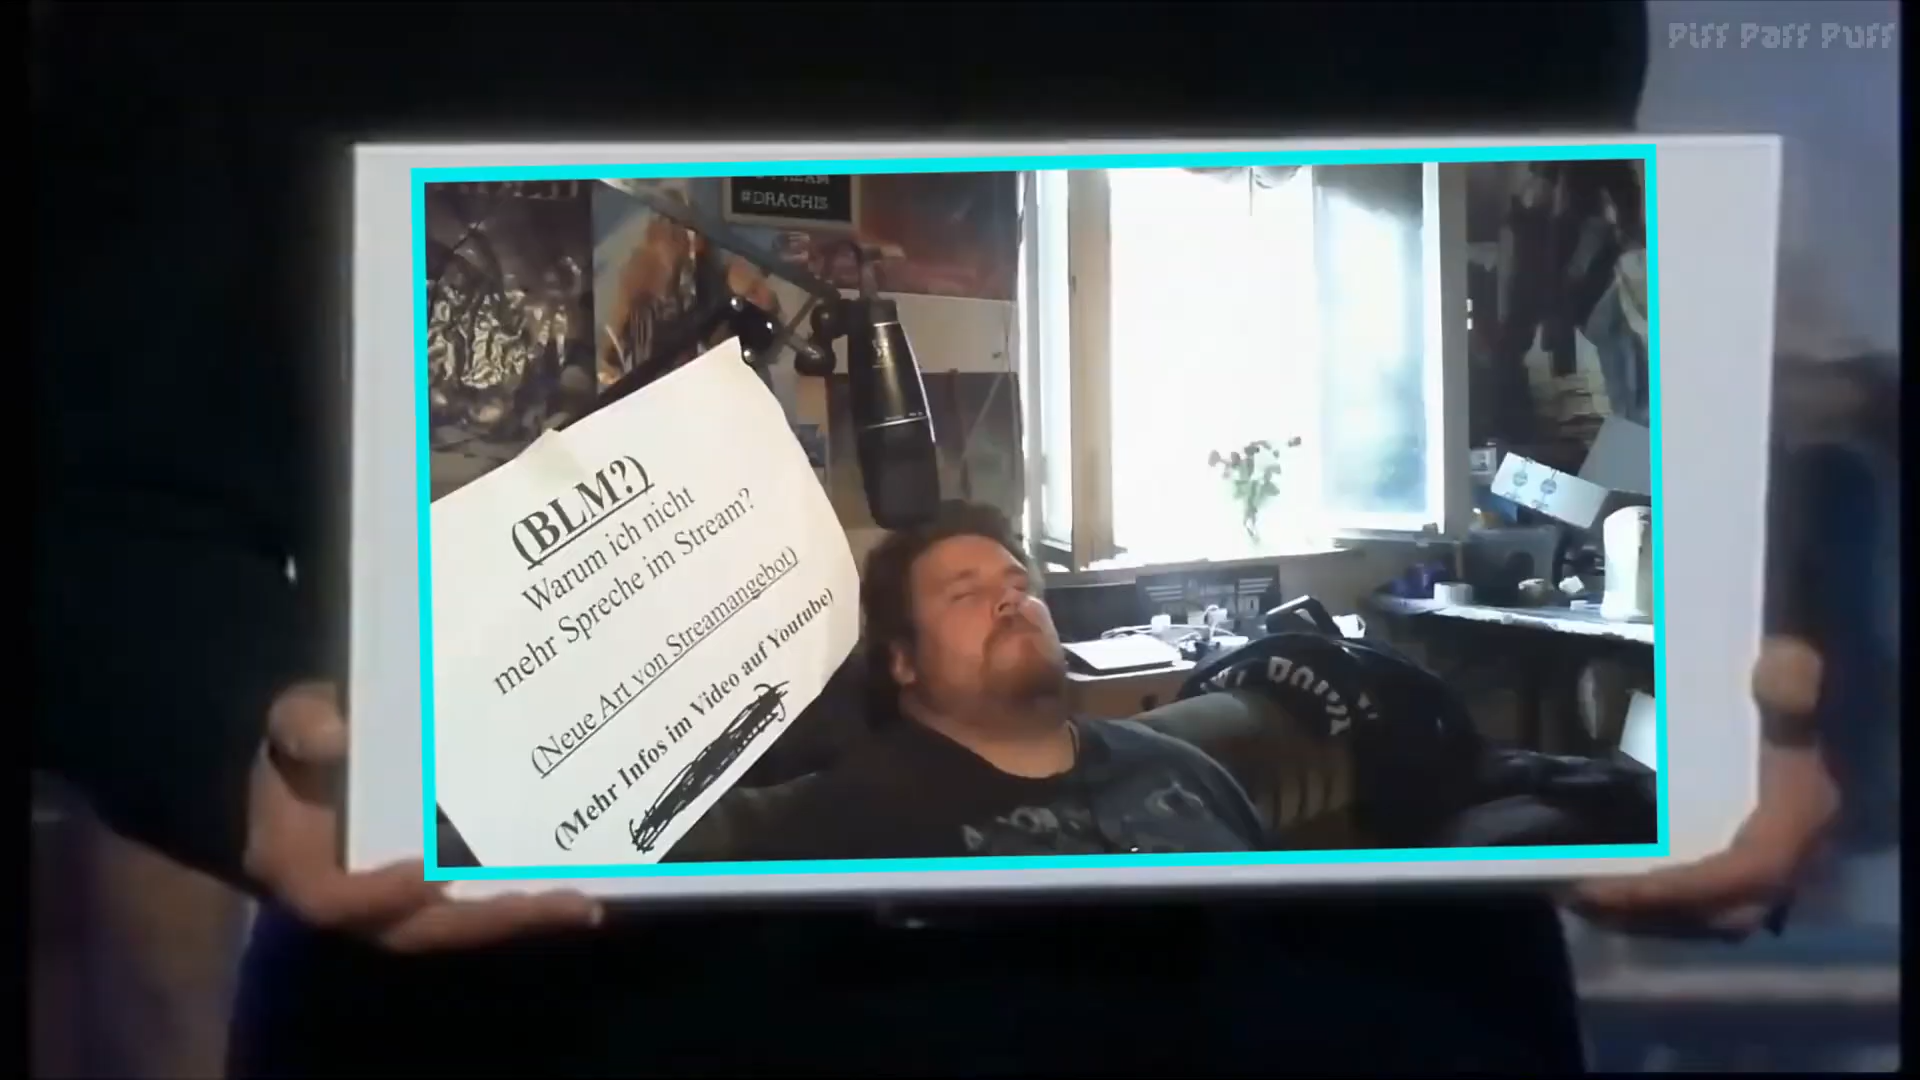 Piff Paff Puff
#DRACHIS
(BLM?)
Warum ich nicht
mehr Spreche im Stream?
(Neue Art von Streamangebot)
(Mehr Infos im Video auf Youtube)